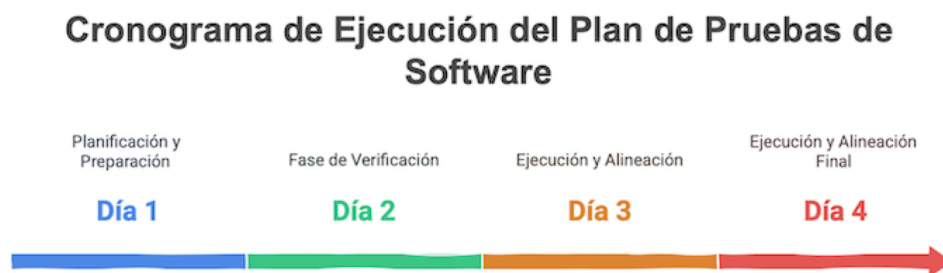 Cronograma de Ejecución del Plan de Pruebas de
Software
Planificación y
Preparación
Día 1
Fase de Verificación
Día 2
Ejecución y Alineación
Día 3
Ejecución y Alineación
Final
Día 4